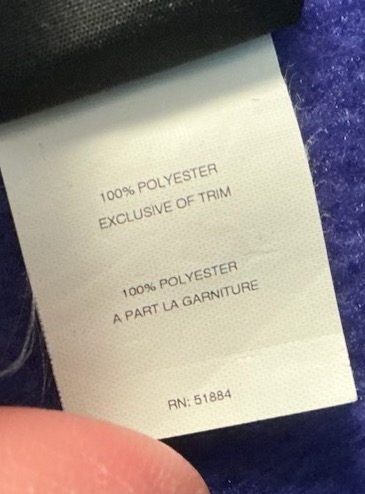 100% POLYESTER
EXCLUSIVE OF TRIM
100% POLYESTER
A PART LA GARNITURE
RN: 51884